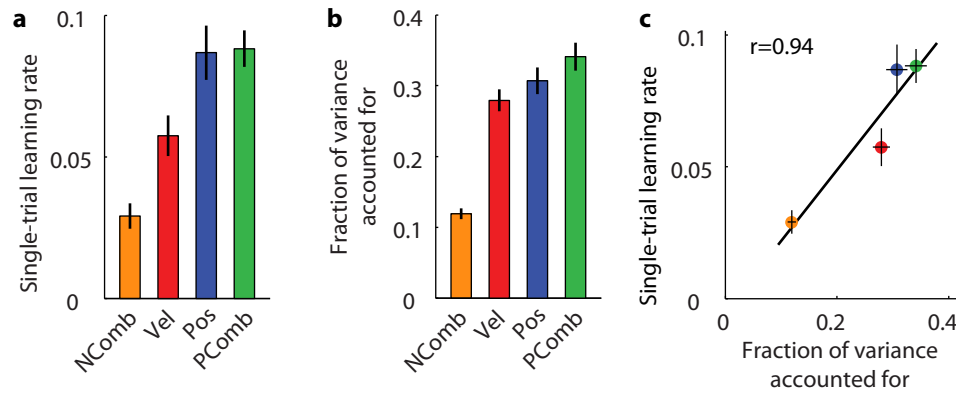 a
Single-trial learning rate
0.1
0.05
0
NComb
Vel
Pos
PComb
b
Fraction of variance
accounted for
0.4
0.3
0.2
0.1
0
NComb
Vel
Pos
PComb
c
r=0.94
Single-trial learning rate
0.1
0.05
0
0
0.2
0.4
Fraction of variance
accounted for